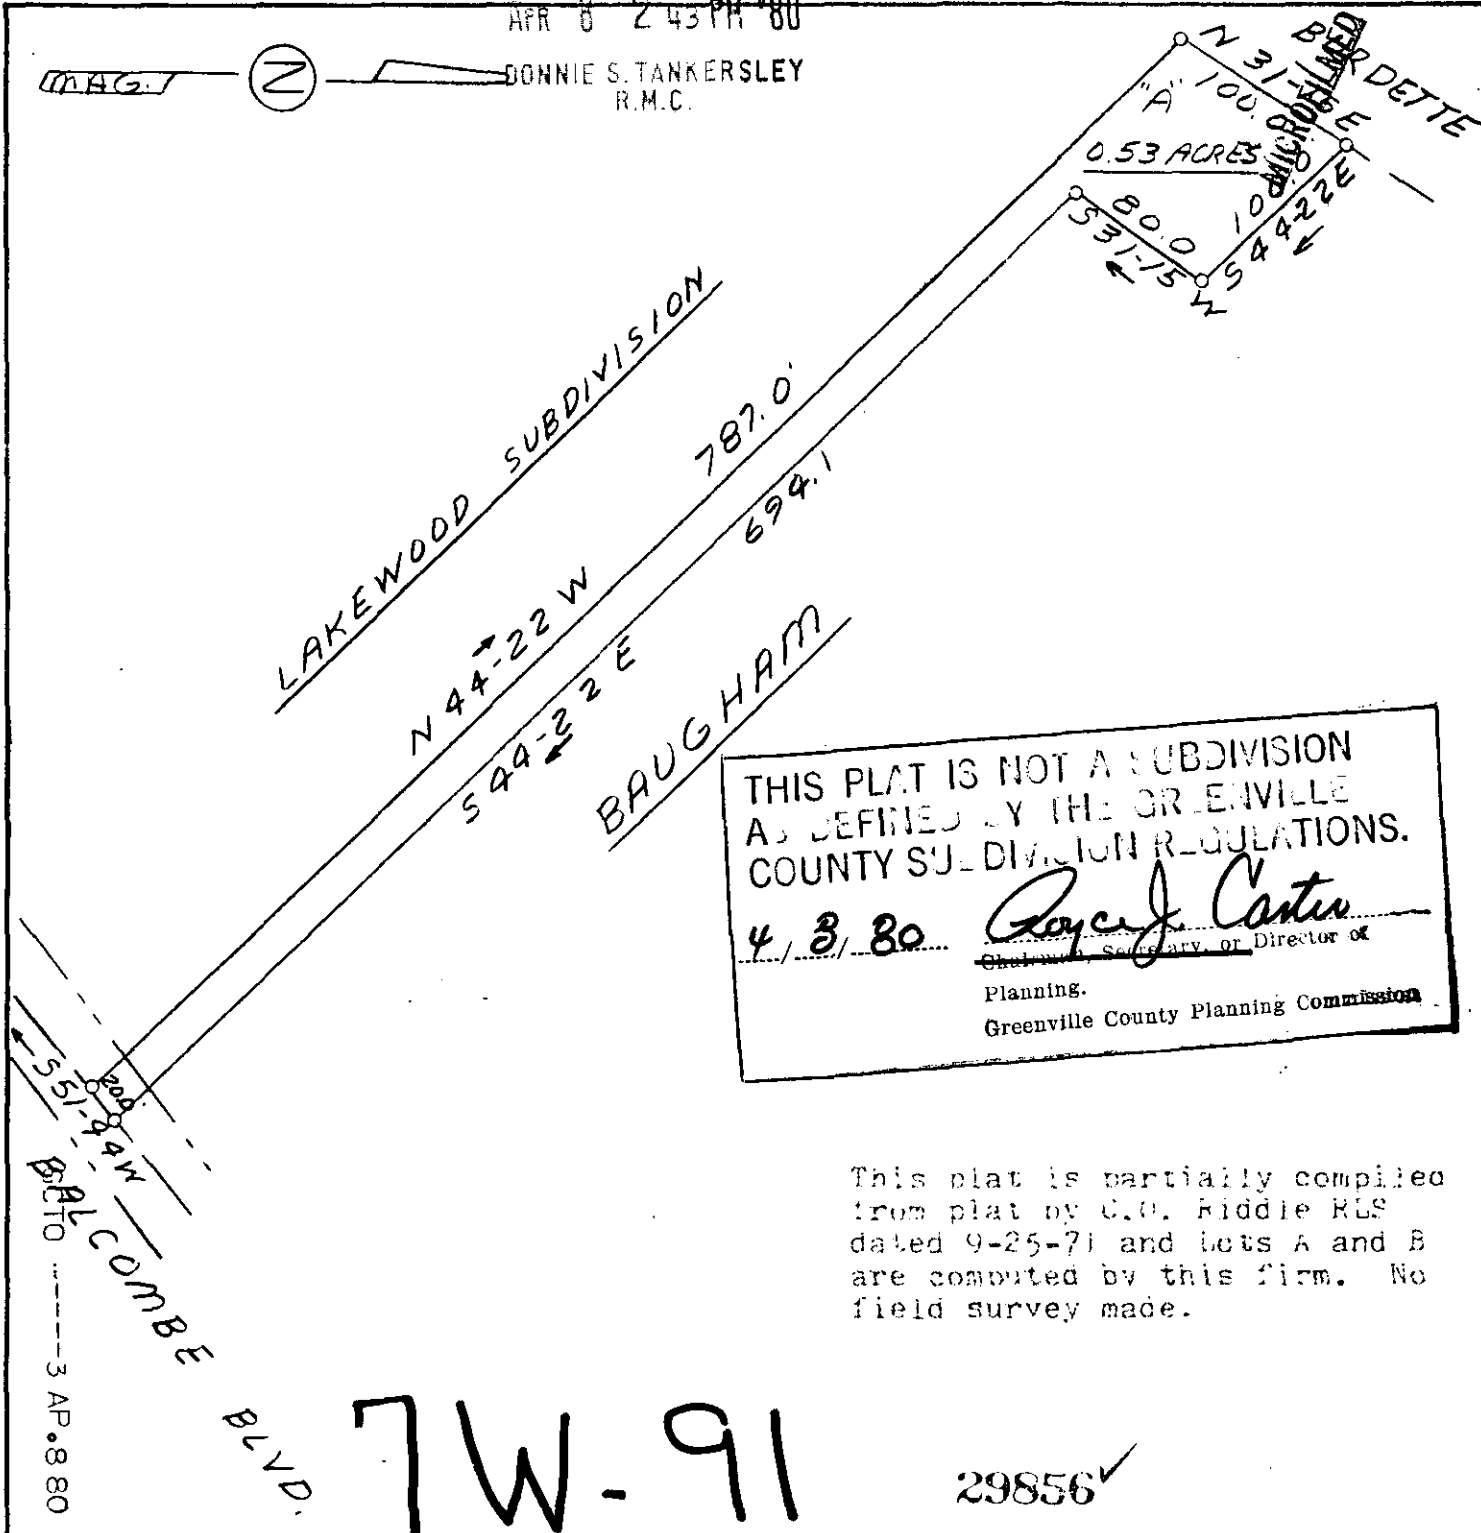 APR 8 2 43 PM '80
DONNIE S. TANKERSLEY
R.M.C.
MAG.
N
MICROFILMED
BURDETTE
"A"
0.53 ACRES
100.0
100.0
S 44-22 E
80.0
S 31-15 W
LAKEWOOD SUBDIVISION
787.0'
N 44-22 W
694.1
S 44-22 E
BAUGHAM
THIS PLAT IS NOT A SUBDIVISION
AS DEFINED BY THE GREENVILLE
COUNTY SUBDIVISION REGULATIONS.
4/8/80 Royce J. Carter
Chairman, Secretary, or Director of
Planning.
Greenville County Planning Commission
20.0
S 51-44 W
BALCOMBE BLVD.
GCTO -----3 AP.8 80
This plat is partially compiled
from plat by C.O. Riddle RLS
dated 9-25-71 and Lots A and B
are computed by this firm. No
field survey made.
7W-91
29856✓